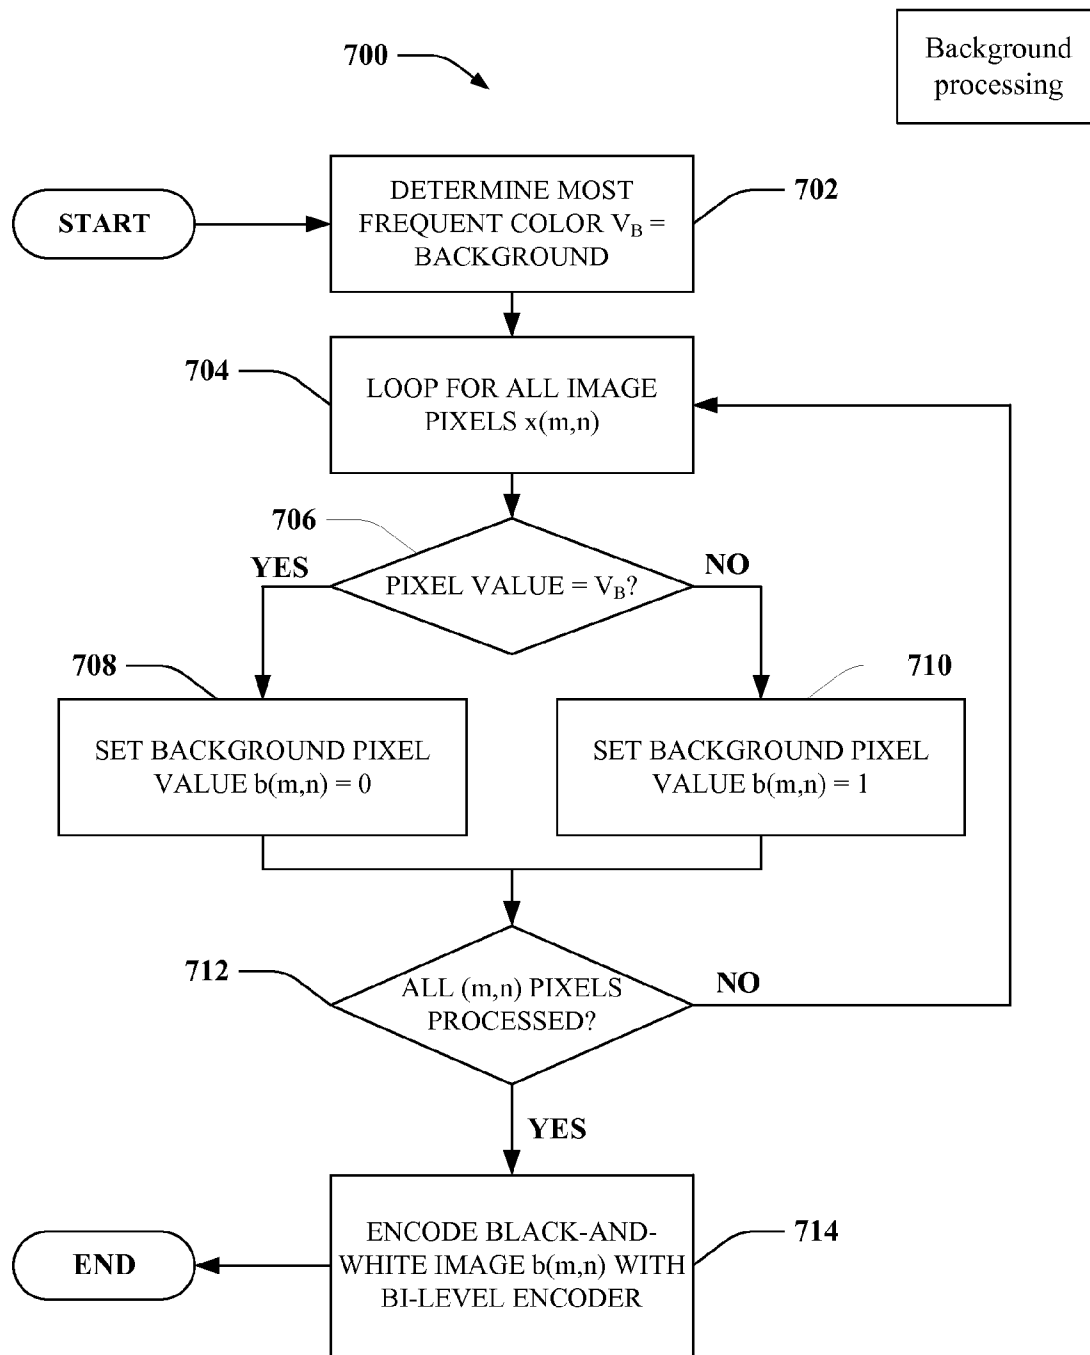 700
Background
processing
START
DETERMINE MOST
FREQUENT COLOR VB =
BACKGROUND
702
704
LOOP FOR ALL IMAGE
PIXELS x(m,n)
706
YES
PIXEL VALUE = VB?
NO
708
710
SET BACKGROUND PIXEL
VALUE b(m,n) = 0
SET BACKGROUND PIXEL
VALUE b(m,n) = 1
712
ALL (m,n) PIXELS
PROCESSED?
NO
YES
END
ENCODE BLACK-AND-
WHITE IMAGE b(m,n) WITH
BI-LEVEL ENCODER
714